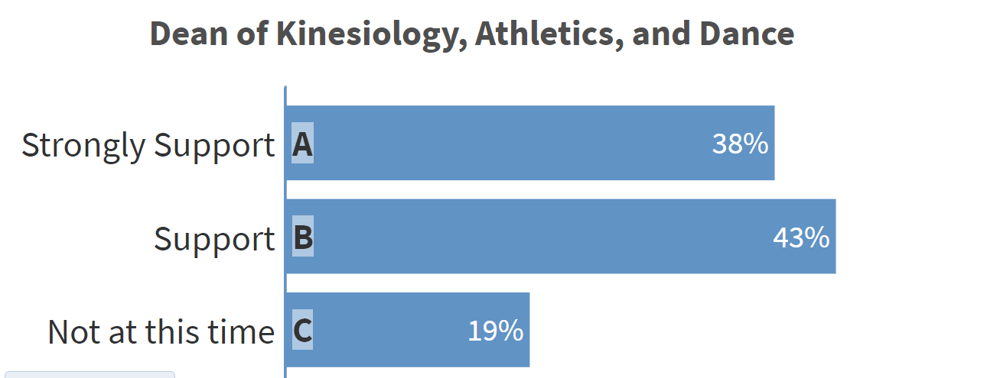 Dean of Kinesiology, Athletics, and Dance
Strongly Support A 38%
Support B 43%
Not at this time C 19%